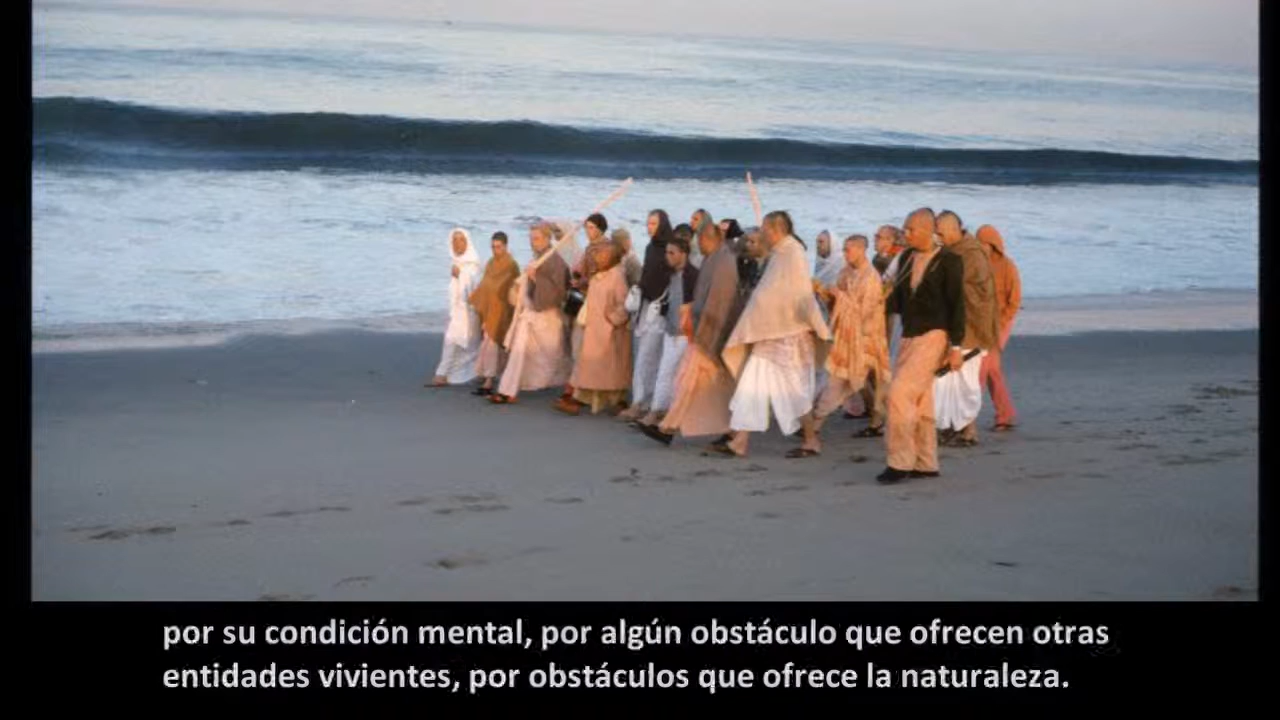 por su condición mental, por algún obstáculo que ofrecen otras
entidades vivientes, por obstáculos que ofrece la naturaleza.